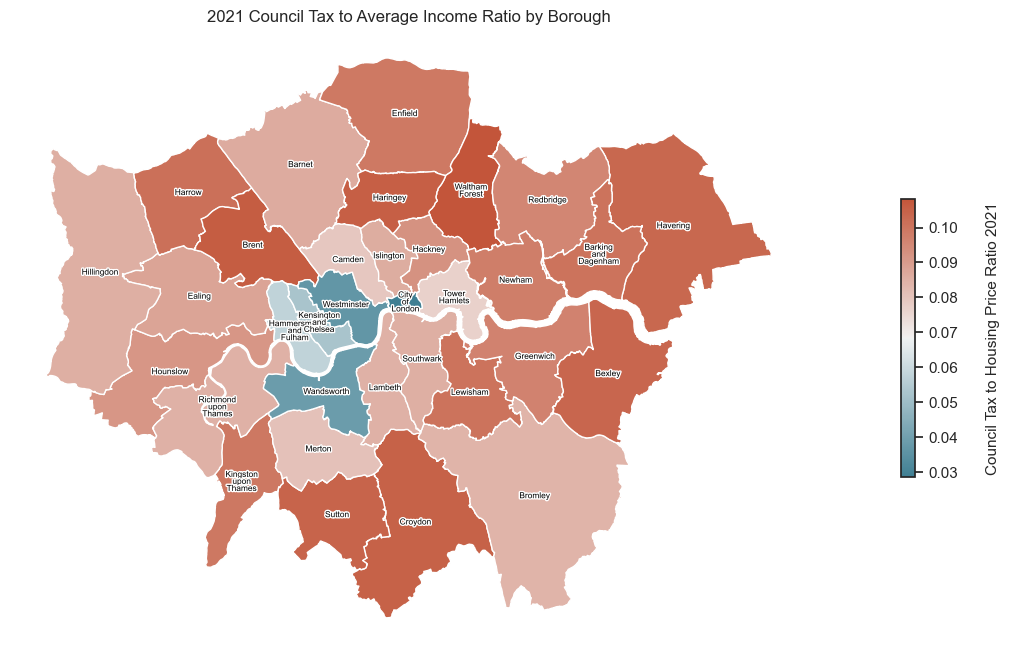 2021 Council Tax to Average Income Ratio by Borough
Enfield
Barnet
Harrow
Haringey
Waltham
Forest
Redbridge
Havering
Brent
Hackney
Islington
Camden
Barking
and
Dagenham
Hillingdon
Newham
Ealing
Tower
Hamlets
City
of
London
Westminster
Kensington
and
Chelsea
Hammersmith
and
Fulham
Southwark
Greenwich
Hounslow
Bexley
Lambeth
Wandsworth
Lewisham
Richmond
upon
Thames
Merton
Kingston
upon
Thames
Bromley
Sutton
Croydon
0.10
0.09
0.08
0.07
0.06
0.05
0.04
0.03
Council Tax to Housing Price Ratio 2021